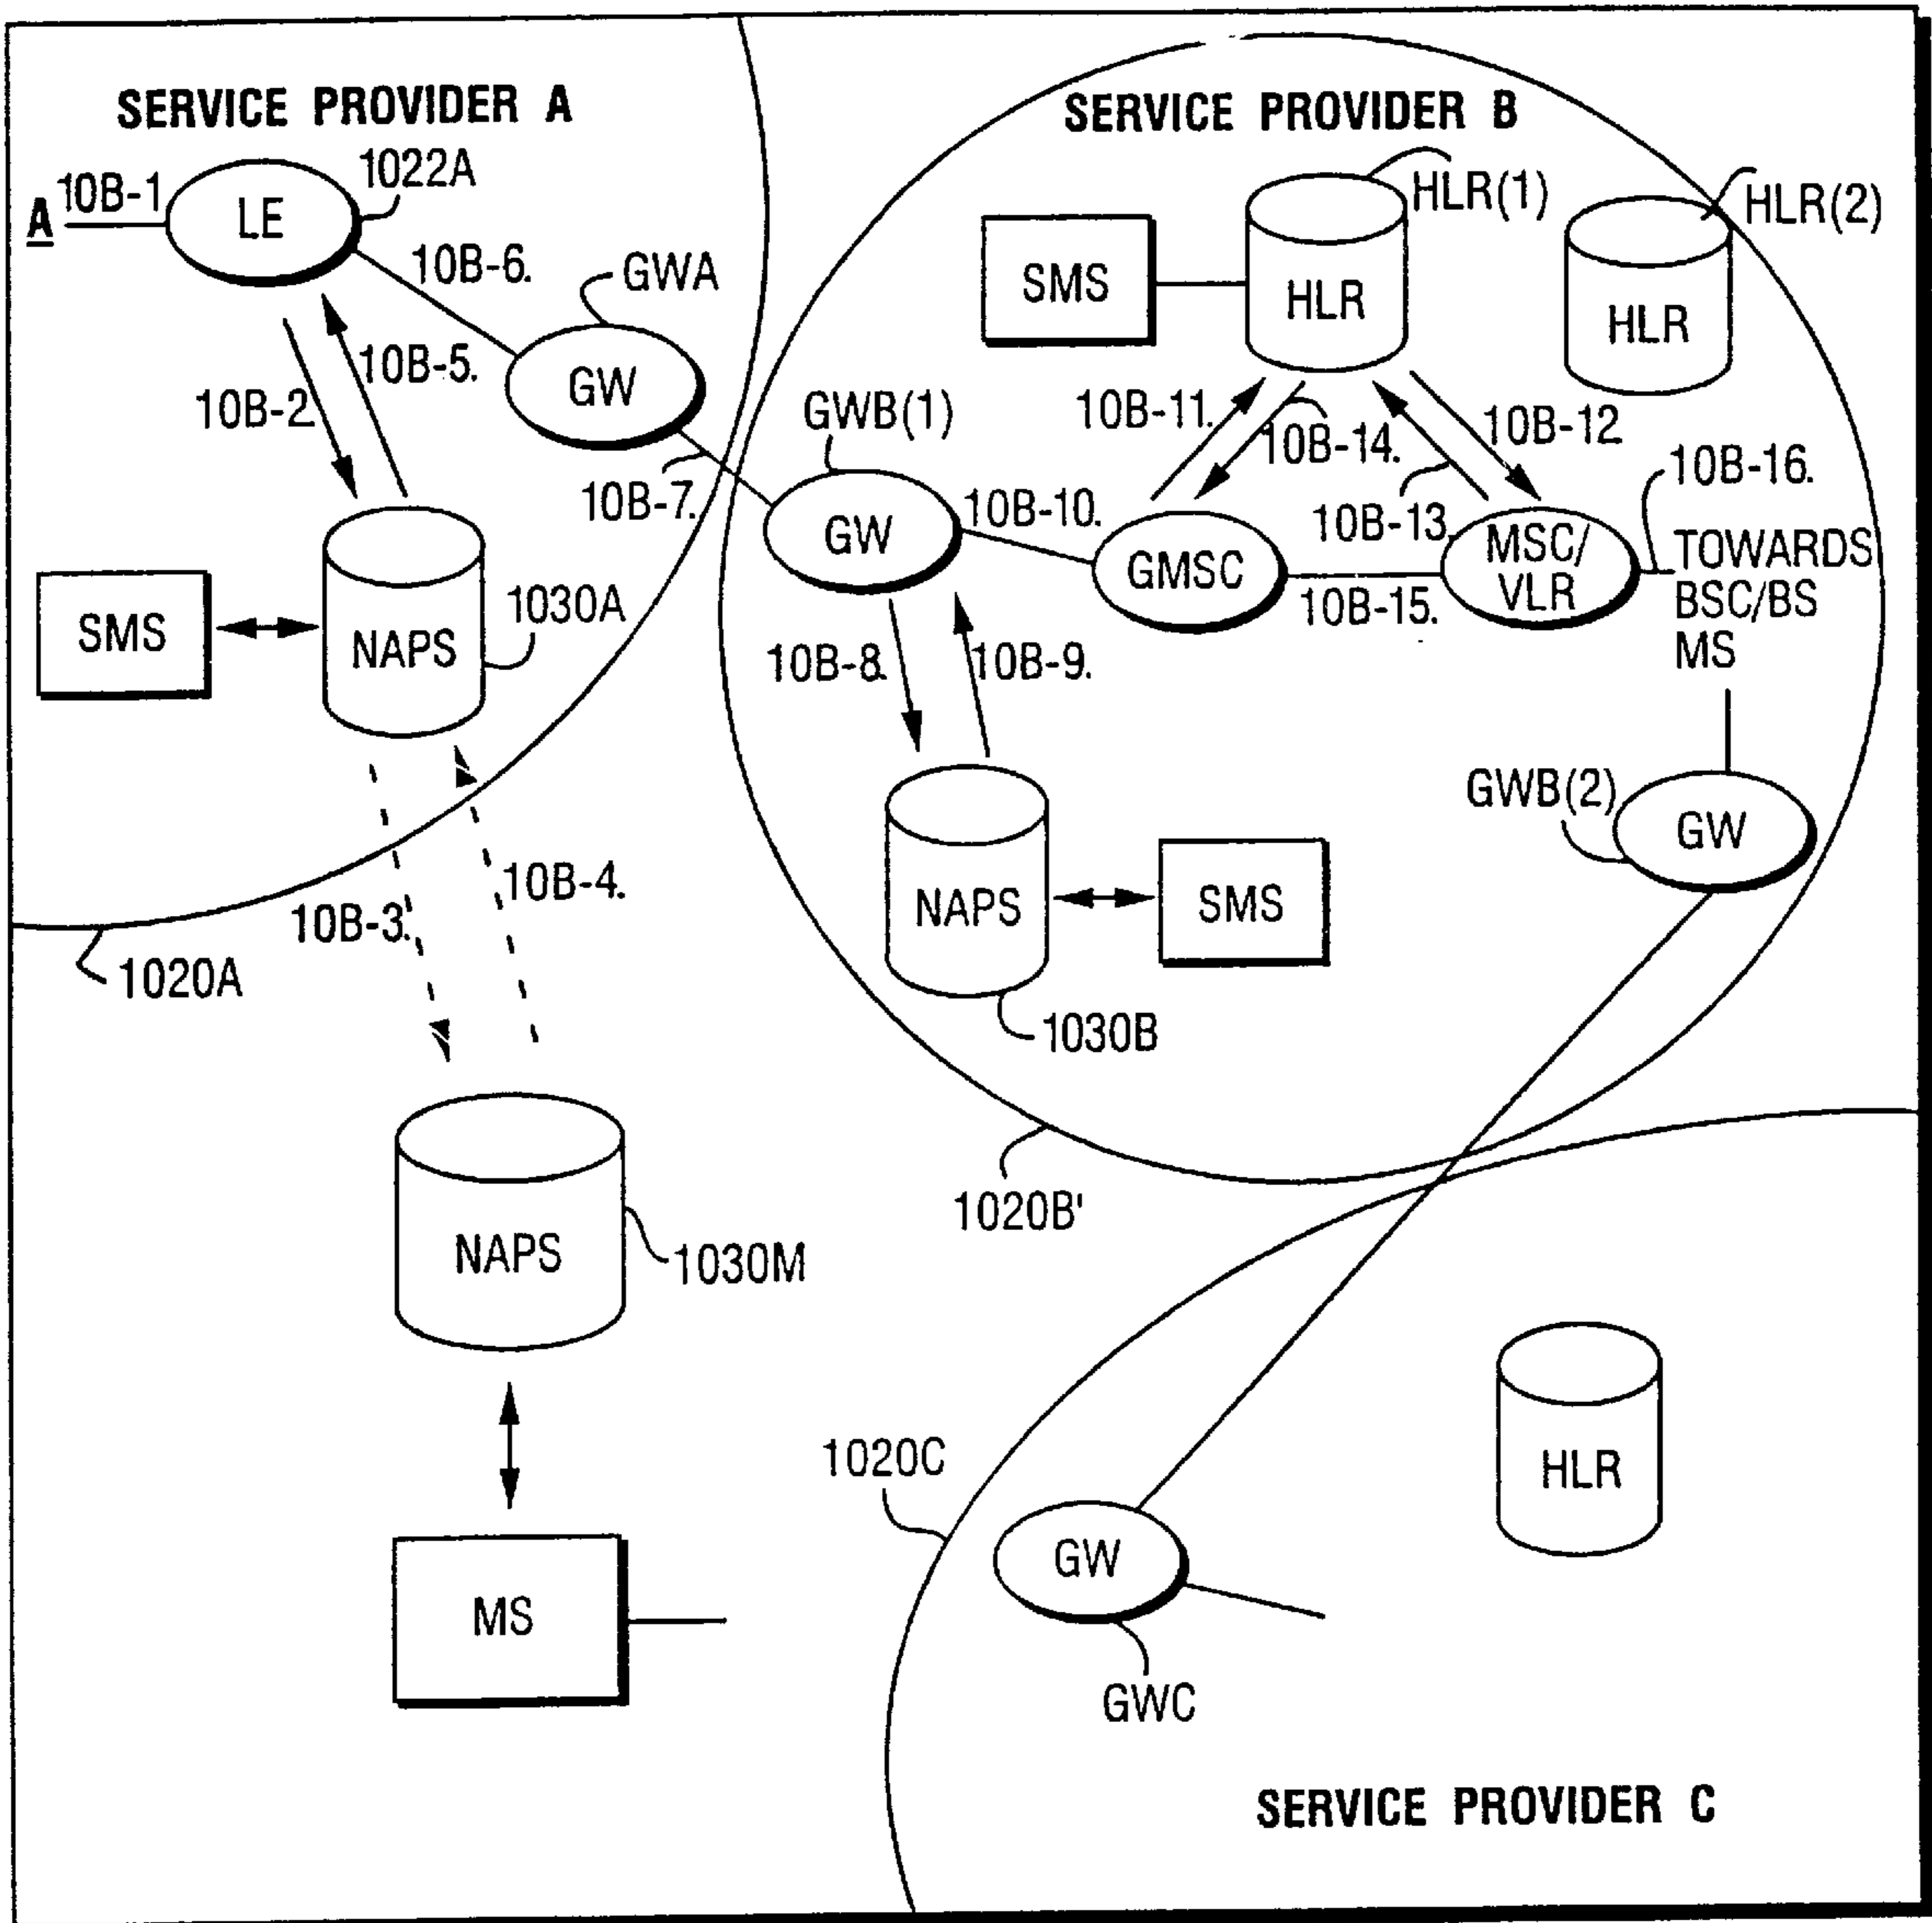 SERVICE PROVIDER A
A
10B-1
LE
1022A
10B-6.
GWA
GW
10B-2
10B-5.
10B-7.
SMS
NAPS
1030A
10B-3.
10B-4.
1020A
NAPS
1030M
MS
SERVICE PROVIDER B
SMS
HLR
HLR(1)
HLR
HLR(2)
10B-11.
10B-14.
10B-12
10B-13.
10B-16.
GWB(1)
GW
10B-10.
GMSC
10B-15.
MSC/
VLR
TOWARDS
BSC/BS
MS
10B-8.
10B-9.
NAPS
SMS
1030B
GWB(2)
GW
1020B'
1020C
GW
GWC
HLR
SERVICE PROVIDER C